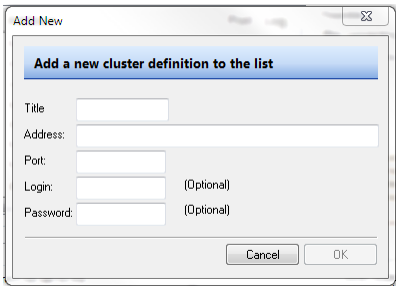 Add New
Add a new cluster definition to the list
Title
Address:
Port:
Login: (Optional)
Password: (Optional)
Cancel OK